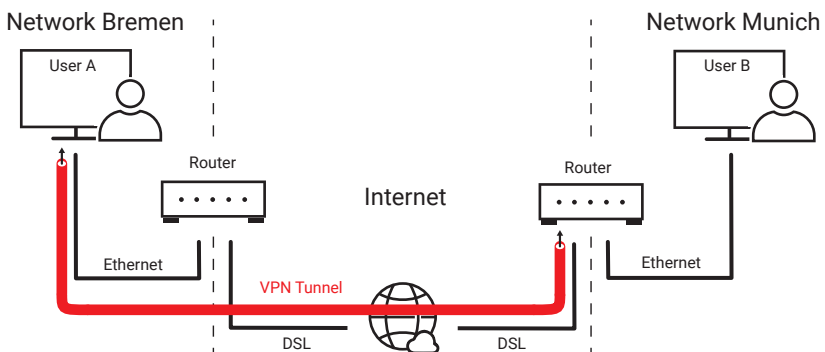 Network Bremen
Network Munich
User A
User B
Router
Router
Internet
Ethernet
Ethernet
VPN Tunnel
DSL
DSL